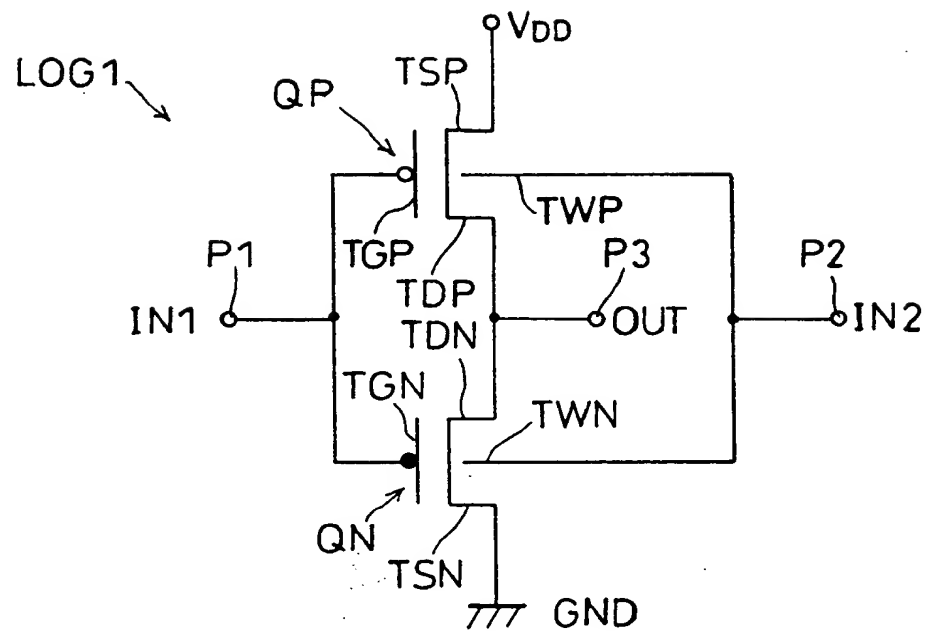 VDD
LOG1
TSP
QP
TWP
TGP
P1
P3
P2
TDP
IN1
OUT
IN2
TDN
TGN
TWN
QN
TSN
GND